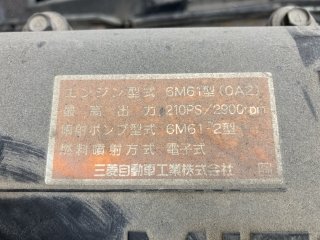 エンジン型式 6M61型(0A2)
最高出力 210PS/2900rpm
噴射ポンプ型式 6M61-2型
燃料噴射方式 電子式
三菱自動車工業株式会社